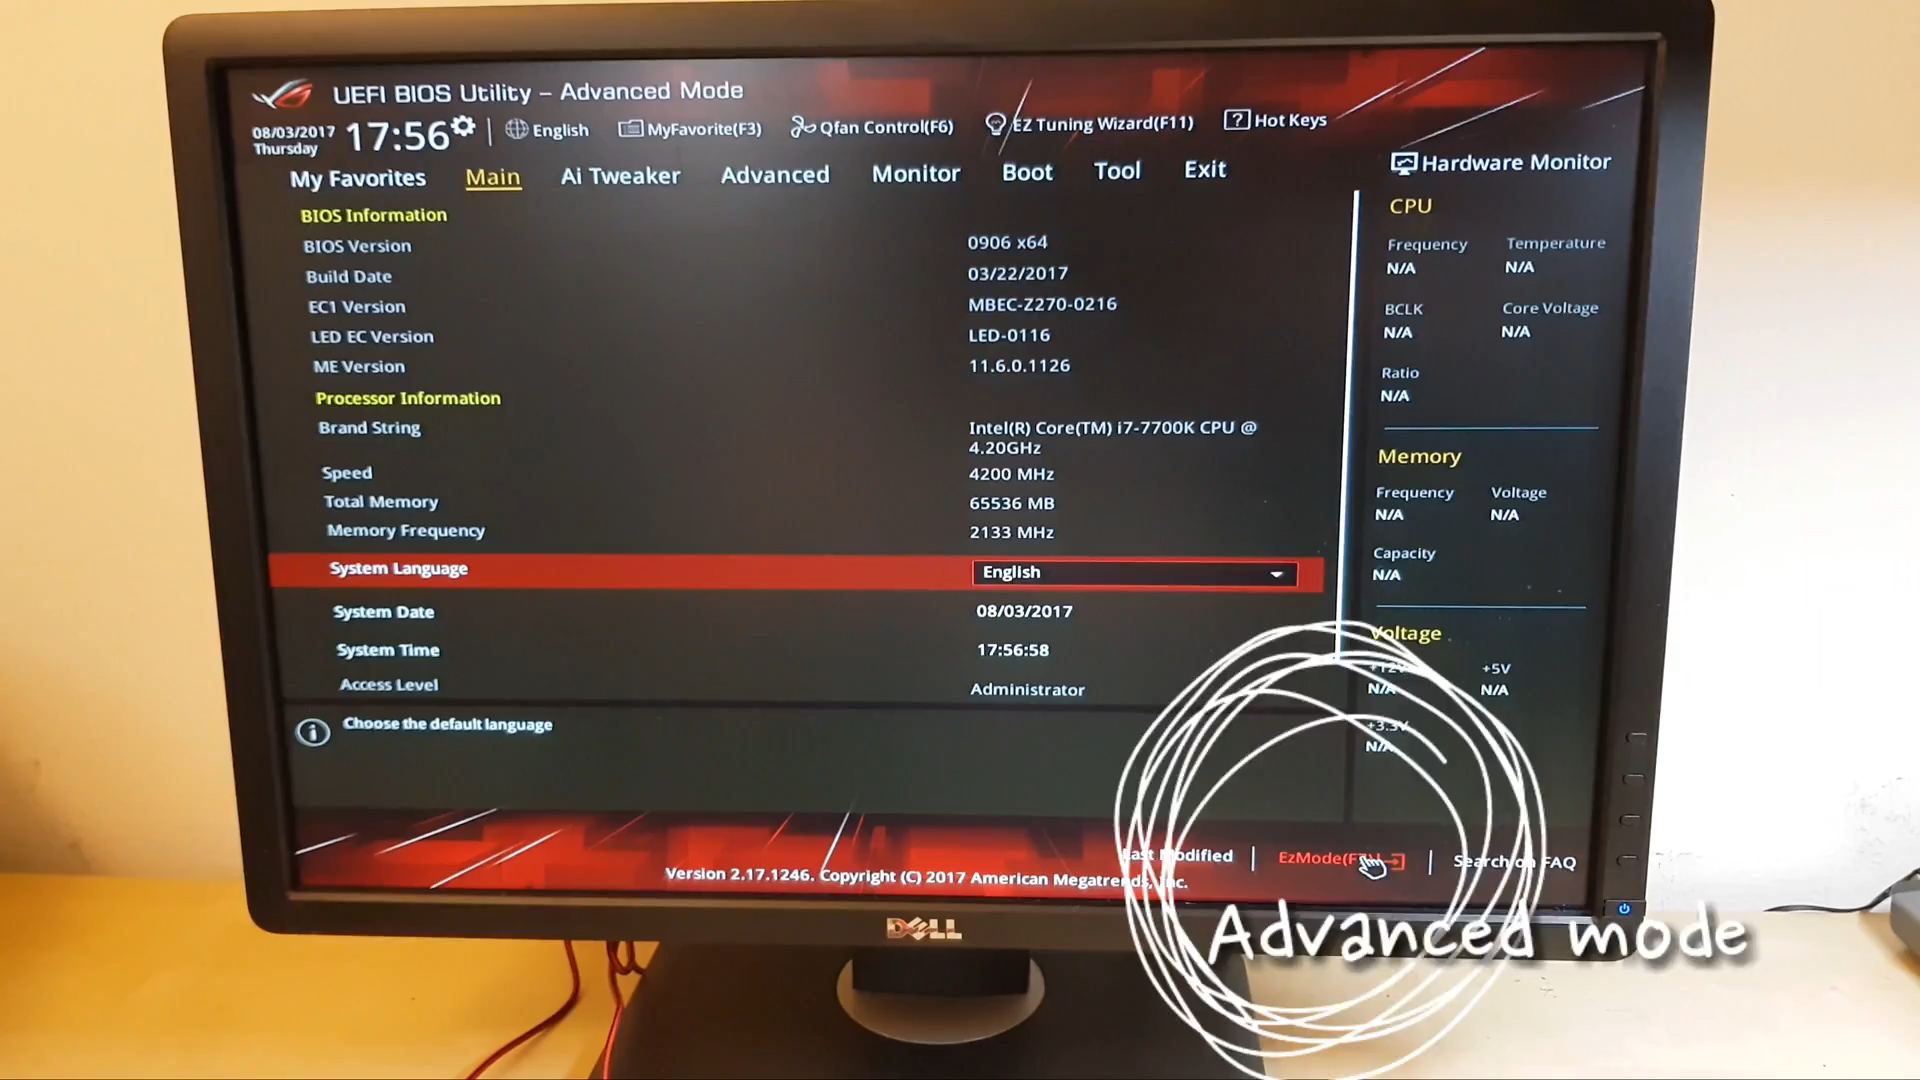 UEFI BIOS Utility – Advanced Mode
08/03/2017
Thursday
17:56
English
MyFavorite(F3)
Qfan Control(F6)
EZ Tuning Wizard(F11)
? Hot Keys
My Favorites
Main
Ai Tweaker
Advanced
Monitor
Boot
Tool
Exit
BIOS Information
BIOS Version 0906 x64
Build Date 03/22/2017
EC1 Version MBEC-Z270-0216
LED EC Version LED-0116
ME Version 11.6.0.1126
Processor Information
Brand String Intel(R) Core(TM) i7-7700K CPU @
4.20GHz
Speed 4200 MHz
Total Memory 65536 MB
Memory Frequency 2133 MHz
System Language English
System Date 08/03/2017
System Time 17:56:58
Access Level Administrator
i Choose the default language
Hardware Monitor
CPU
Frequency Temperature
N/A N/A
BCLK Core Voltage
N/A N/A
Ratio
N/A
Memory
Frequency Voltage
N/A N/A
Capacity
N/A
Voltage
+12V +5V
N/A N/A
+3.3V
N/A
Last Modified
EzMode(F7)
Search on FAQ
Version 2.17.1246. Copyright (C) 2017 American Megatrends, Inc.
DELL
Advanced mode